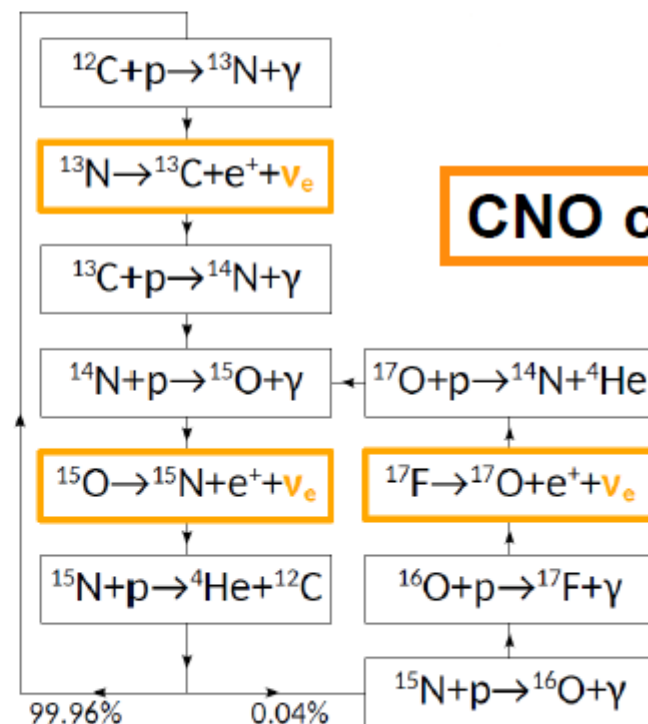 ¹²C+p→¹³N+γ
¹³N→¹³C+e⁺+νₑ
CNO c
¹³C+p→¹⁴N+γ
¹⁴N+p→¹⁵O+γ
¹⁷O+p→¹⁴N+⁴He
¹⁵O→¹⁵N+e⁺+νₑ
¹⁷F→¹⁷O+e⁺+νₑ
¹⁵N+p→⁴He+¹²C
¹⁶O+p→¹⁷F+γ
¹⁵N+p→¹⁶O+γ
99.96%
0.04%